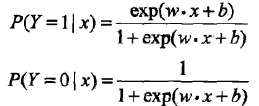 P(Y=1|x) = exp(w·x+b) / (1+exp(w·x+b))
P(Y=0|x) = 1 / (1+exp(w·x+b))